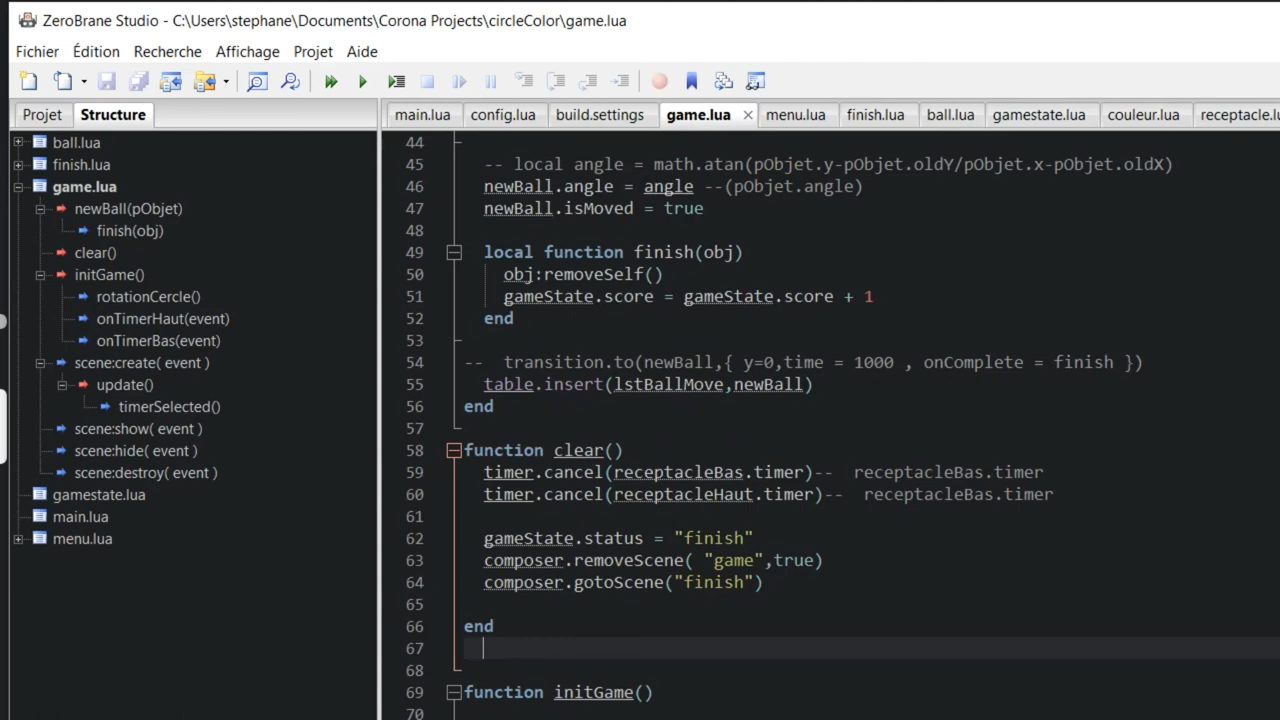 ZeroBrane Studio - C:\Users\stephane\Documents\Corona Projects\circleColor\game.lua
Fichier Édition Recherche Affichage Projet Aide
Projet Structure
main.lua config.lua build.settings game.lua menu.lua finish.lua ball.lua gamestate.lua couleur.lua receptacle.lu
ball.lua
finish.lua
game.lua
newBall(pObjet)
finish(obj)
clear()
initGame()
rotationCercle()
onTimerHaut(event)
onTimerBas(event)
scene:create( event )
update()
timerSelected()
scene:show( event )
scene:hide( event )
scene:destroy( event )
gamestate.lua
main.lua
menu.lua
44
45 -- local angle = math.atan(pObjet.y-pObjet.oldY/pObjet.x-pObjet.oldX)
46 newBall.angle = angle --(pObjet.angle)
47 newBall.isMoved = true
48
49 local function finish(obj)
50 obj:removeSelf()
51 gameState.score = gameState.score + 1
52 end
53
54 -- transition.to(newBall,{ y=0,time = 1000 , onComplete = finish })
55 table.insert(lstBallMove,newBall)
56 end
57
58 function clear()
59 timer.cancel(receptacleBas.timer)-- receptacleBas.timer
60 timer.cancel(receptacleHaut.timer)-- receptacleBas.timer
61
62 gameState.status = "finish"
63 composer.removeScene( "game",true)
64 composer.gotoScene("finish")
65
66 end
67
68
69 function initGame()
70